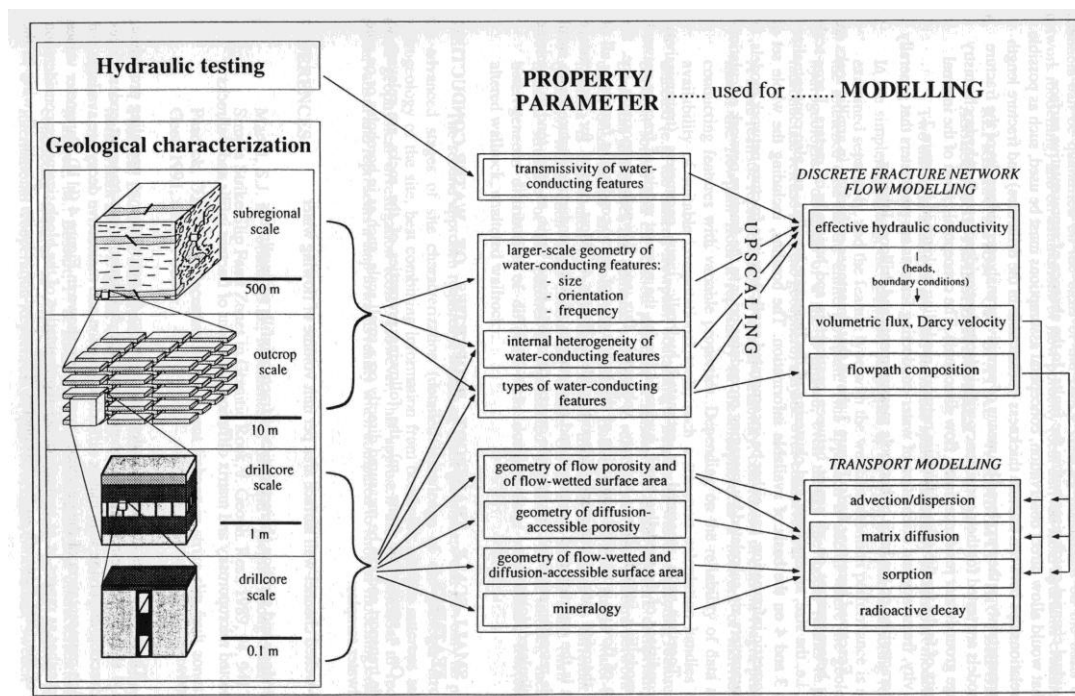 Hydraulic testing
Geological characterization
subregional
scale
500 m
outcrop
scale
10 m
drillcore
scale
1 m
drillcore
scale
0.1 m
PROPERTY/
PARAMETER ....... used for ........ MODELLING
transmissivity of water-
conducting features
larger-scale geometry of
water-conducting features:
- size
- orientation
- frequency
internal heterogeneity of
water-conducting features
types of water-conducting
features
geometry of flow porosity and
of flow-wetted surface area
geometry of diffusion-
accessible porosity
geometry of flow-wetted and
diffusion-accessible surface area
mineralogy
UPSCALING
DISCRETE FRACTURE NETWORK
FLOW MODELLING
effective hydraulic conductivity
(heads,
boundary conditions)
volumetric flux, Darcy velocity
flowpath composition
TRANSPORT MODELLING
advection/dispersion
matrix diffusion
sorption
radioactive decay